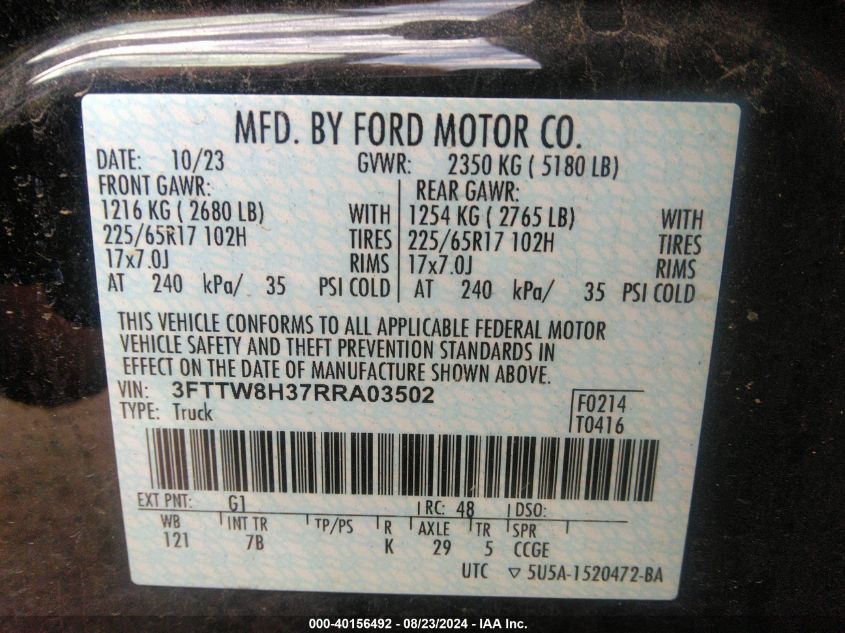 MFD. BY FORD MOTOR CO.
DATE: 10/23 GVWR: 2350 KG ( 5180 LB)
FRONT GAWR: REAR GAWR:
1216 KG ( 2680 LB) WITH 1254 KG ( 2765 LB) WITH
225/65R17 102H TIRES 225/65R17 102H TIRES
17x7.0J RIMS 17x7.0J RIMS
AT 240 kPa/ 35 PSI COLD AT 240 kPa/ 35 PSI COLD
THIS VEHICLE CONFORMS TO ALL APPLICABLE FEDERAL MOTOR
VEHICLE SAFETY AND THEFT PREVENTION STANDARDS IN
EFFECT ON THE DATE OF MANUFACTURE SHOWN ABOVE.
VIN: 3FTTW8H37RRA03502
TYPE: Truck
F0214
T0416
EXT PNT: G1 RC: 48 DSO:
WB INT TR TP/PS R AXLE TR SPR
121 7B K 29 5 CCGE
UTC ▽ 5U5A-1520472-BA
000-40156492 - 08/23/2024 - IAA Inc.